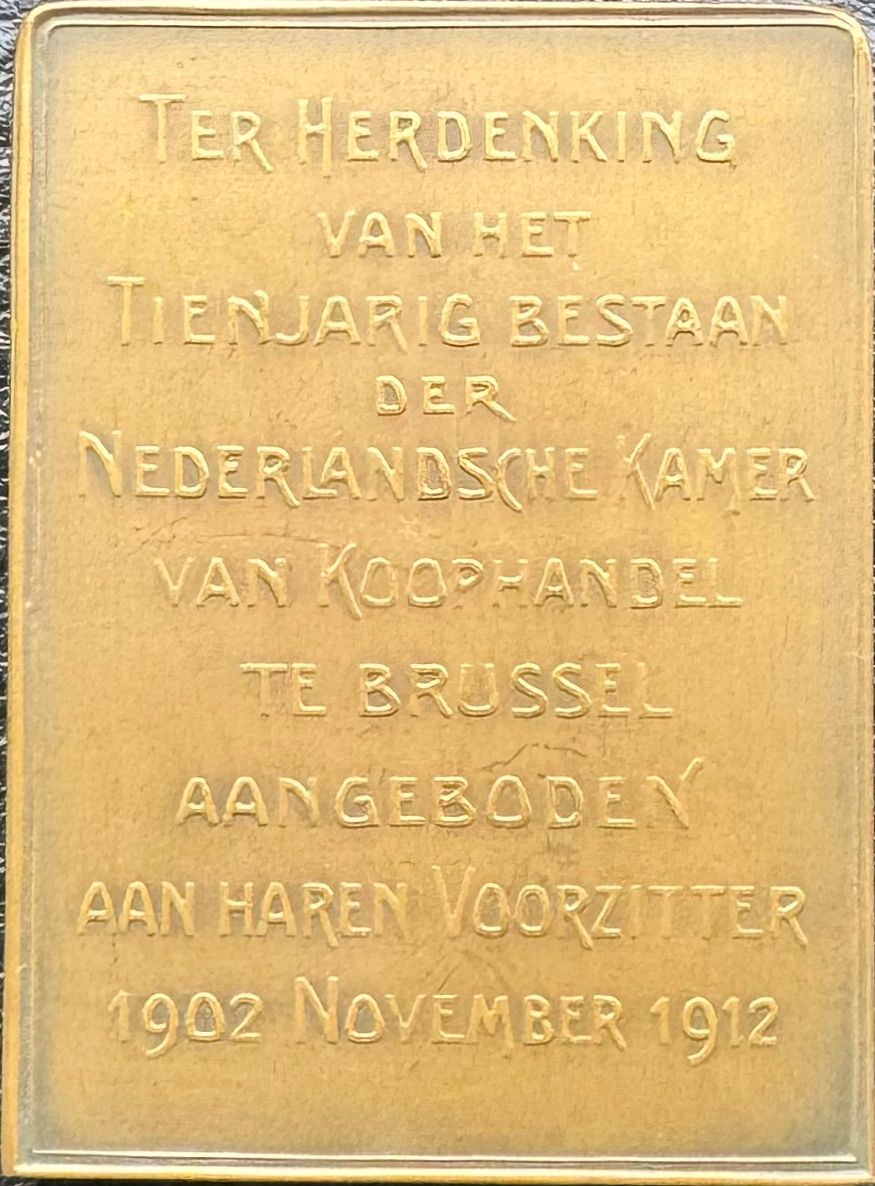 TER HERDENKING
VAN HET
TIENJARIG BESTAAN
DER
NEDERLANDSCHE KAMER
VAN KOOPHANDEL
TE BRUSSEL
AANGEBODEN
AAN HAREN VOORZITTER
1902 NOVEMBER 1912